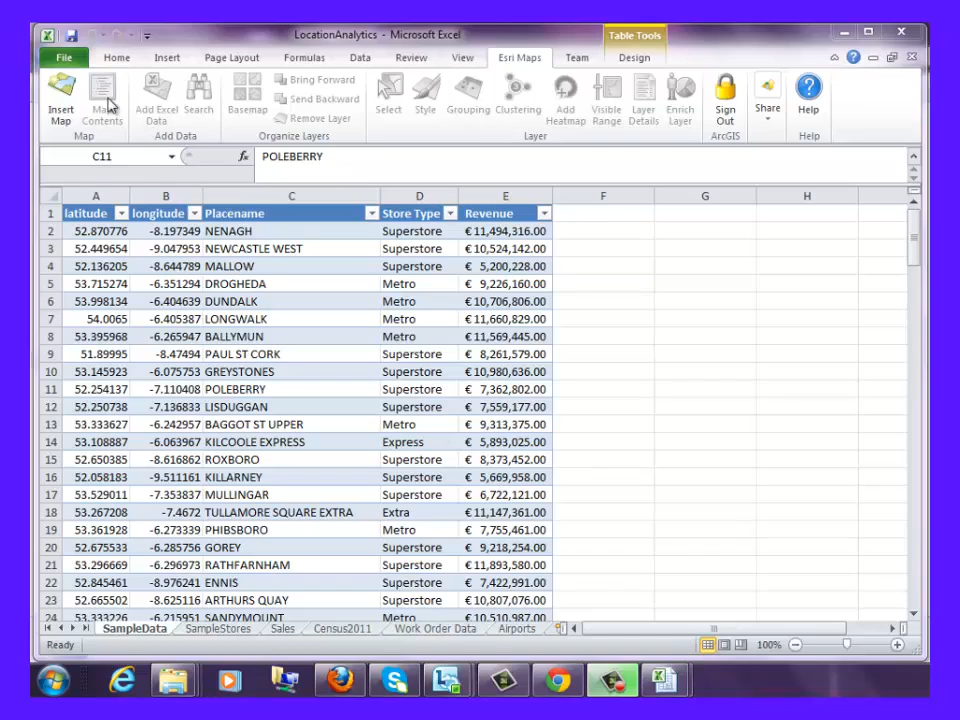 LocationAnalytics - Microsoft Excel
Table Tools
File Home Insert Page Layout Formulas Data Review View Esri Maps Team Design
Insert Map
Map Contents
Add Excel Data
Search
Basemap
Bring Forward
Send Backward
Remove Layer
Select
Style
Grouping
Clustering
Add Heatmap
Visible Range
Layer Details
Enrich Layer
Sign Out
Share
Help
Map Add Data Organize Layers Layer ArcGIS Help
C11 fx POLEBERRY
A B C D E F G H
1 latitude longitude Placename Store Type Revenue
2 52.870776 -8.197349 NENAGH Superstore € 11,494,316.00
3 52.449654 -9.047953 NEWCASTLE WEST Superstore € 10,524,142.00
4 52.136205 -8.644789 MALLOW Superstore € 5,200,228.00
5 53.715274 -6.351294 DROGHEDA Metro € 9,226,160.00
6 53.998134 -6.404639 DUNDALK Metro € 10,706,806.00
7 54.0065 -6.405387 LONGWALK Metro € 11,660,829.00
8 53.395968 -6.265947 BALLYMUN Metro € 11,569,445.00
9 51.89995 -8.47494 PAUL ST CORK Superstore € 8,261,579.00
10 53.145923 -6.075753 GREYSTONES Superstore € 10,980,636.00
11 52.254137 -7.110408 POLEBERRY Superstore € 7,362,802.00
12 52.250738 -7.136833 LISDUGGAN Superstore € 7,559,177.00
13 53.333627 -6.242957 BAGGOT ST UPPER Metro € 9,313,375.00
14 53.108887 -6.063967 KILCOOLE EXPRESS Express € 5,893,025.00
15 52.650385 -8.616862 ROXBORO Superstore € 8,373,452.00
16 52.058183 -9.511161 KILLARNEY Superstore € 5,669,958.00
17 53.529011 -7.353837 MULLINGAR Superstore € 6,722,121.00
18 53.267208 -7.4672 TULLAMORE SQUARE EXTRA Extra € 11,147,361.00
19 53.361928 -6.273339 PHIBSBORO Metro € 7,755,461.00
20 52.675533 -6.285756 GOREY Superstore € 9,218,254.00
21 53.296669 -6.296973 RATHFARNHAM Superstore € 11,893,580.00
22 52.845461 -8.976241 ENNIS Superstore € 7,422,991.00
23 52.665502 -8.625116 ARTHURS QUAY Superstore € 10,807,076.00
24 53.333226 -6.215951 SANDYMOUNT Metro € 10,510,987.00
SampleData SampleStores Sales Census2011 Work Order Data Airports
Ready 100%